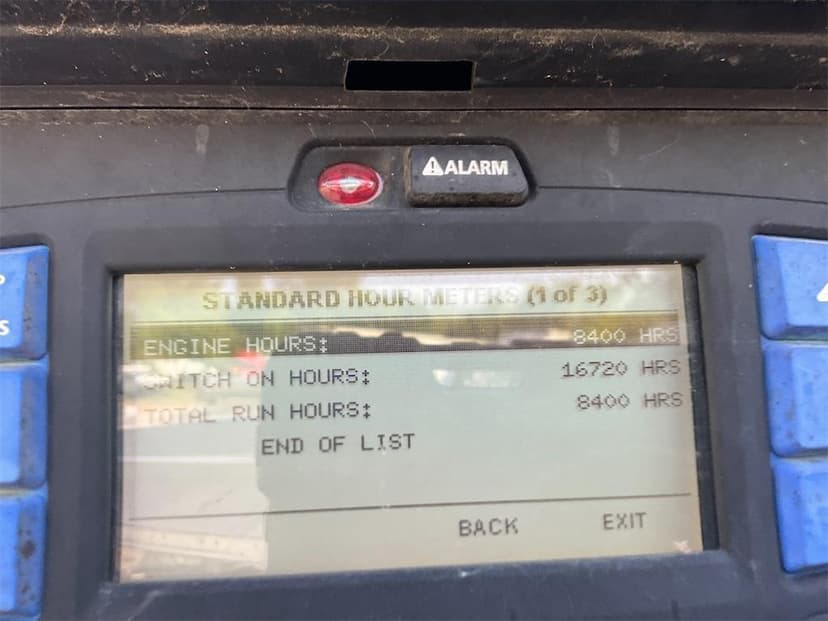 ⚠ALARM
STANDARD HOUR METERS (1 of 3)
ENGINE HOURS: 8400 HRS
SWITCH ON HOURS: 16720 HRS
TOTAL RUN HOURS: 8400 HRS
END OF LIST
BACK EXIT